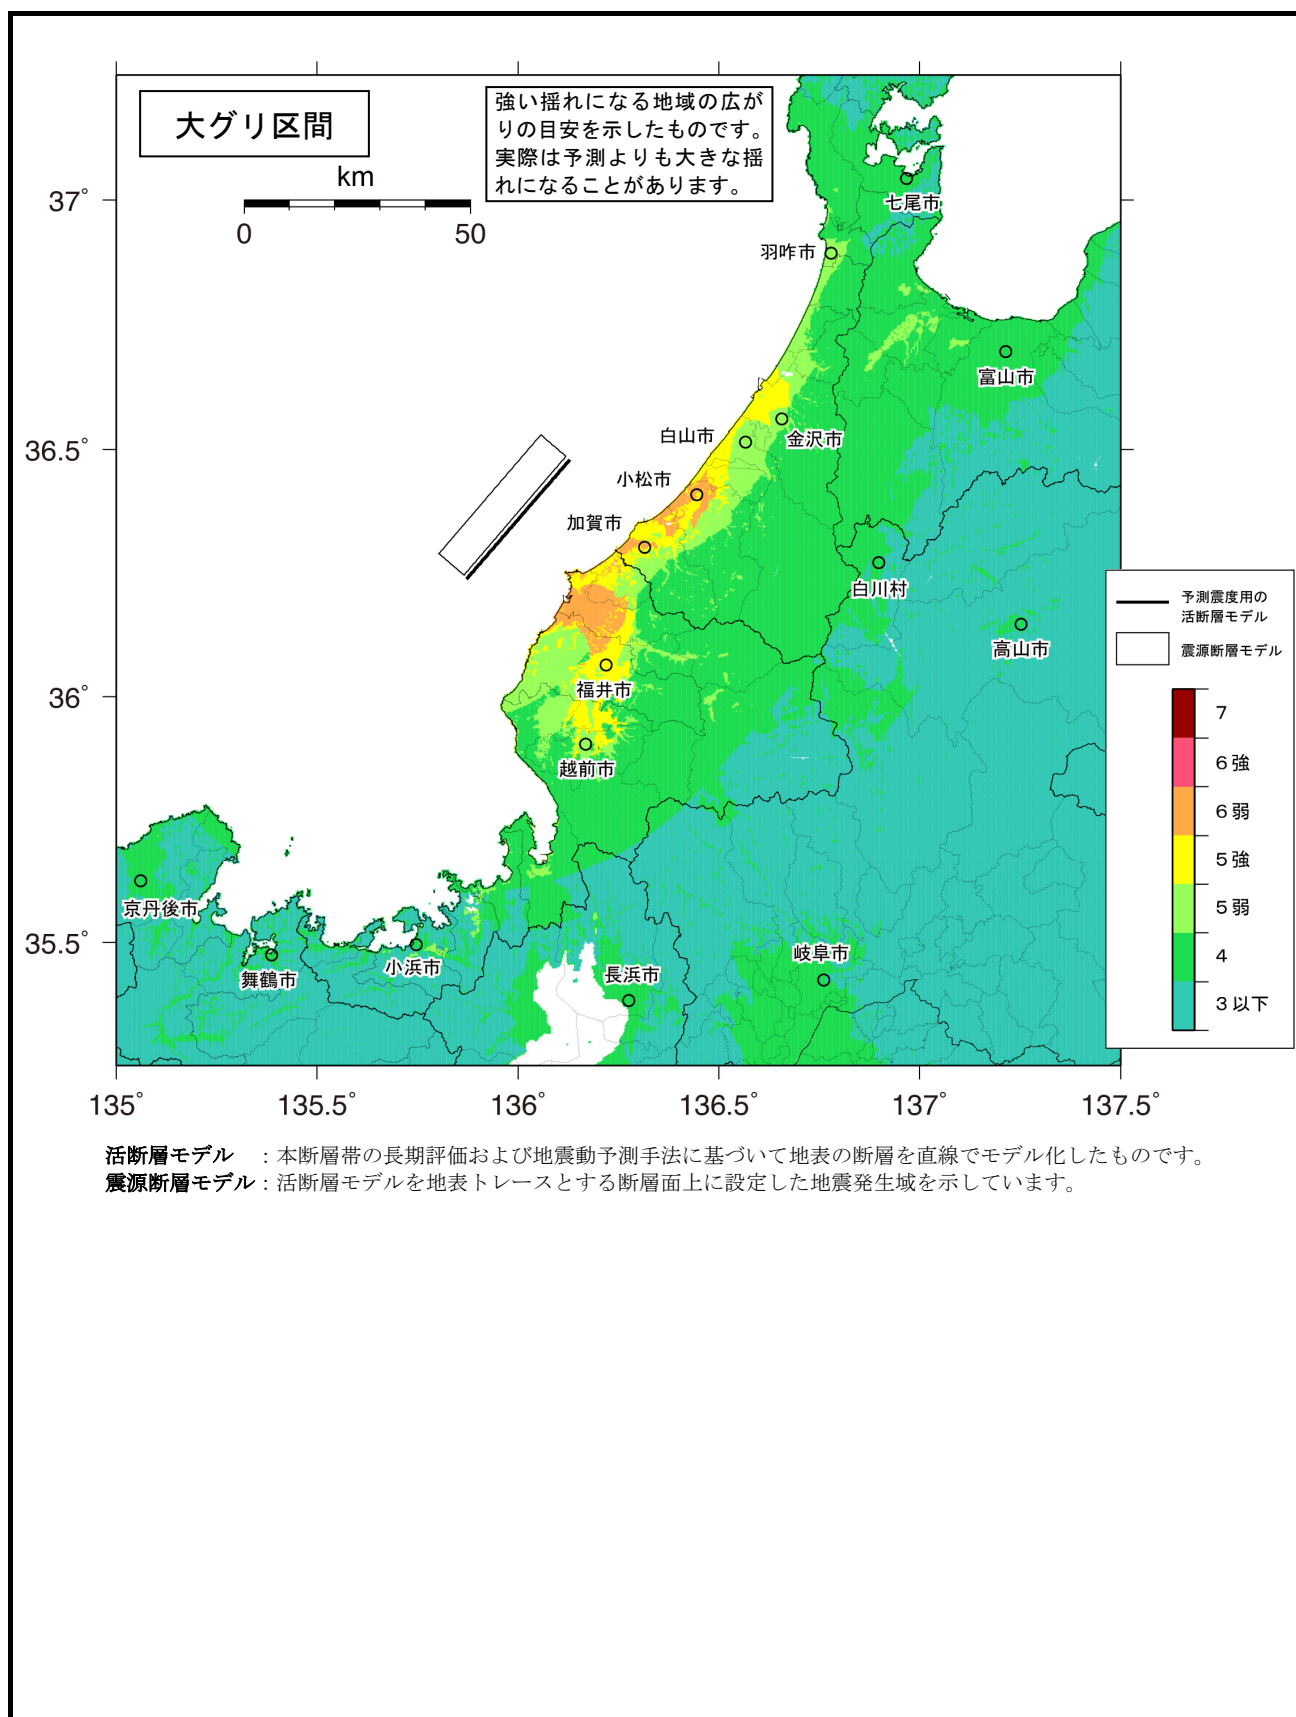 大グリ区間
強い揺れになる地域の広が
りの目安を示したものです。
実際は予測よりも大きな揺
れになることがあります。
km
0 50
37°
36.5°
36°
35.5°
七尾市
羽咋市
富山市
白山市
金沢市
小松市
加賀市
白川村
高山市
福井市
越前市
京丹後市
舞鶴市
小浜市
長浜市
岐阜市
予測震度用の
活断層モデル
震源断層モデル
7
6強
6弱
5強
5弱
4
3以下
135° 135.5° 136° 136.5° 137° 137.5°
活断層モデル :本断層帯の長期評価および地震動予測手法に基づいて地表の断層を直線でモデル化したものです。
震源断層モデル:活断層モデルを地表トレースとする断層面上に設定した地震発生域を示しています。